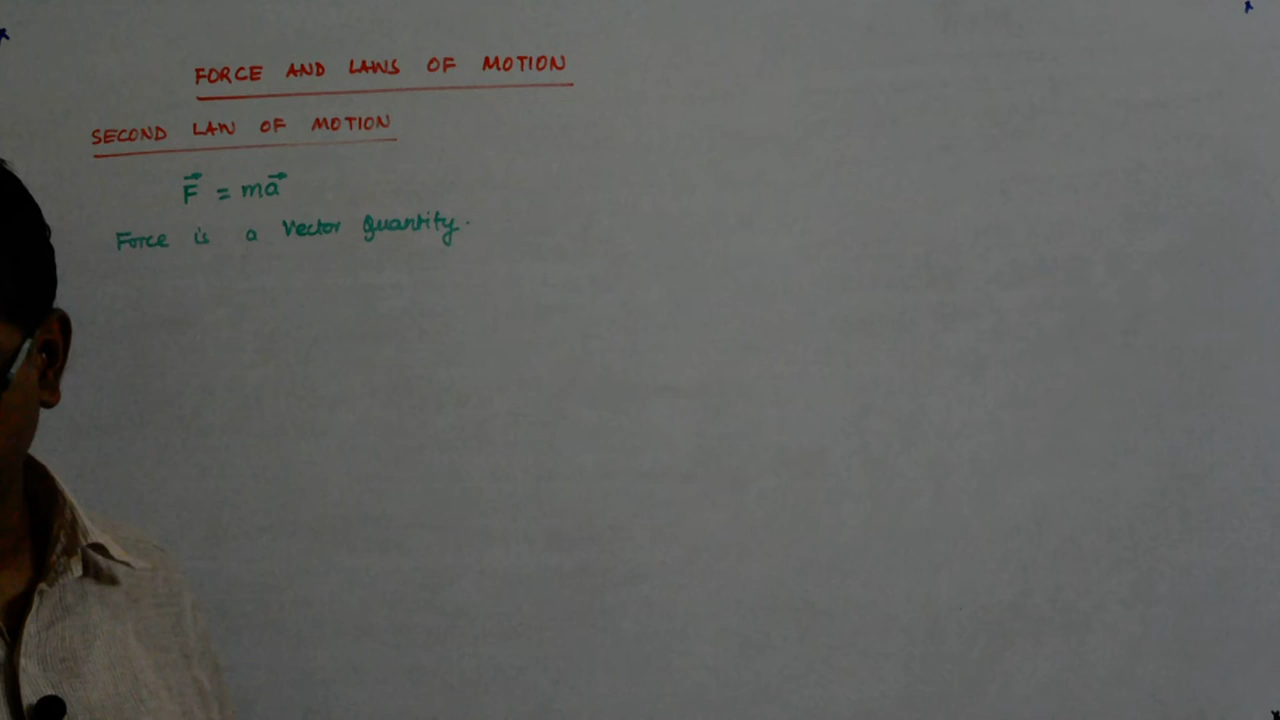 FORCE AND LAWS OF MOTION
SECOND LAW OF MOTION
F⃗ = ma⃗
Force is a Vector Quantity.